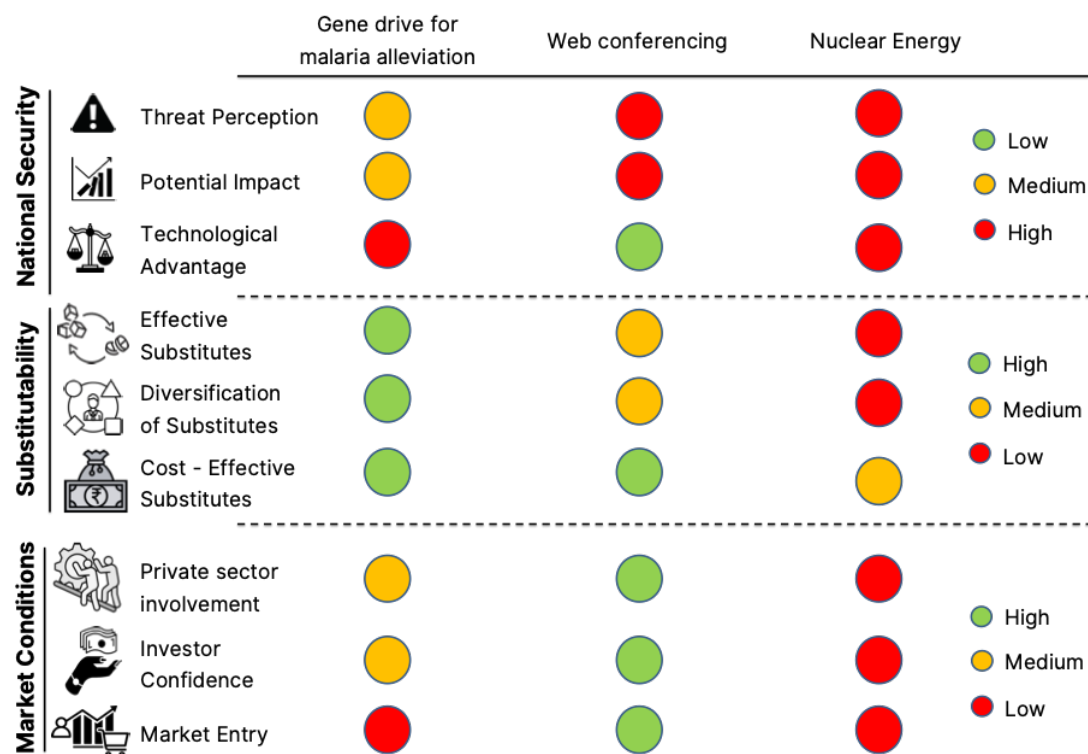 Gene drive for
malaria alleviation
Web conferencing
Nuclear Energy
National Security
Threat Perception
Potential Impact
Technological
Advantage
Low
Medium
High
Substitutability
Effective
Substitutes
Diversification
of Substitutes
Cost - Effective
Substitutes
₹
High
Medium
Low
Market Conditions
Private sector
involvement
Investor
Confidence
Market Entry
High
Medium
Low